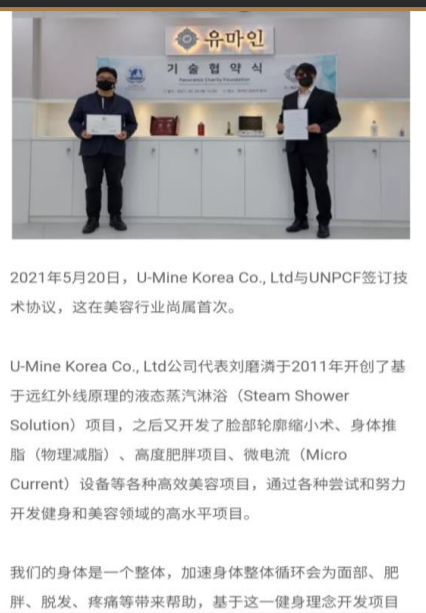 유마인
기술협약식
Panoramic Charity Foundation
2021年5月20日，U-Mine Korea Co., Ltd与UNPCF签订技
术协议，这在美容行业尚属首次。
U-Mine Korea Co., Ltd公司代表刘磨潾于2011年开创了基
于远红外线原理的液态蒸汽淋浴（Steam Shower
Solution）项目，之后又开发了脸部轮廓缩小术、身体推
脂（物理减脂）、高度肥胖项目、微电流（Micro
Current）设备等各种高效美容项目，通过各种尝试和努力
开发健身和美容领域的高水平项目。
我们的身体是一个整体，加速身体整体循环会为面部、肥
胖、脱发、疼痛等带来帮助，基于这一健身理念开发项目